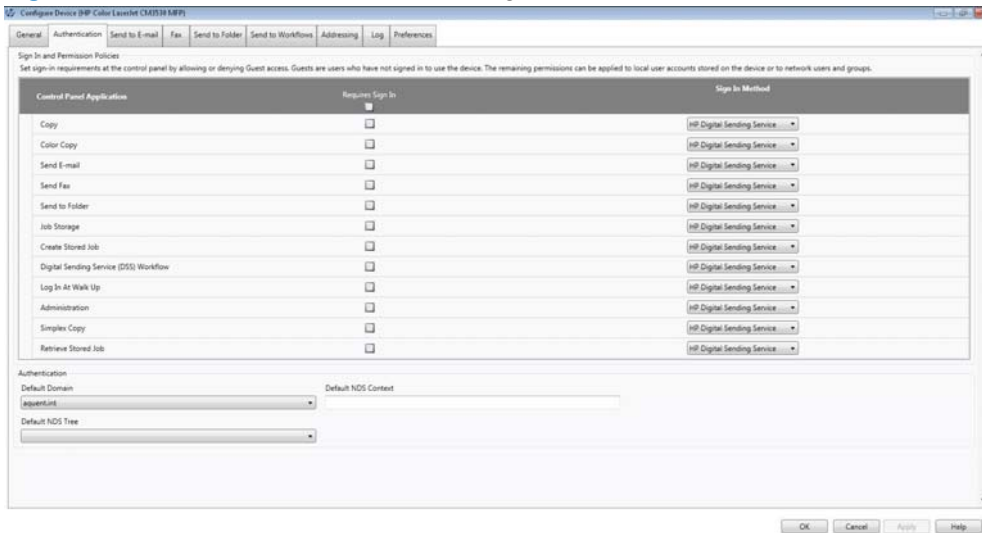 Configure Device (HP Color LaserJet CM3530 MFP)
General Authentication Send to E-mail Fax Send to Folder Send to Workflows Addressing Log Preferences
Sign In and Permission Policies
Set sign-in requirements at the control panel by allowing or denying Guest access. Guests are users who have not signed in to use the device. The remaining permissions can be applied to local user accounts stored on the device or to network users and groups.
Control Panel Application Requires Sign In Sign In Method
Copy HP Digital Sending Service
Color Copy HP Digital Sending Service
Send E-mail HP Digital Sending Service
Send Fax HP Digital Sending Service
Send to Folder HP Digital Sending Service
Job Storage HP Digital Sending Service
Create Stored Job HP Digital Sending Service
Digital Sending Service (DSS) Workflow HP Digital Sending Service
Log In At Walk Up HP Digital Sending Service
Administration HP Digital Sending Service
Simplex Copy HP Digital Sending Service
Retrieve Stored Job HP Digital Sending Service
Authentication
Default Domain Default NDS Context
aquent.int
Default NDS Tree
OK Cancel Apply Help